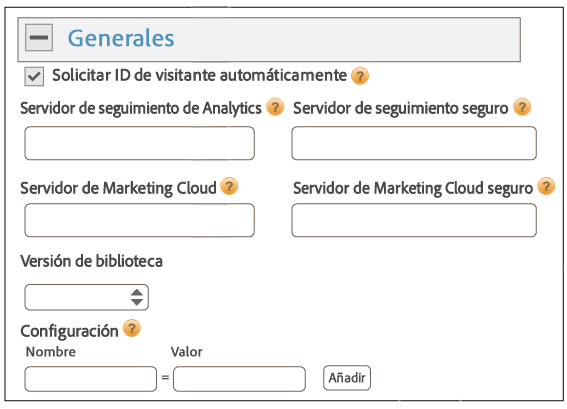 Generales
Solicitar ID de visitante automáticamente ?
Servidor de seguimiento de Analytics ? Servidor de seguimiento seguro ?
Servidor de Marketing Cloud ? Servidor de Marketing Cloud seguro ?
Versión de biblioteca
Configuración ?
Nombre Valor
= Añadir